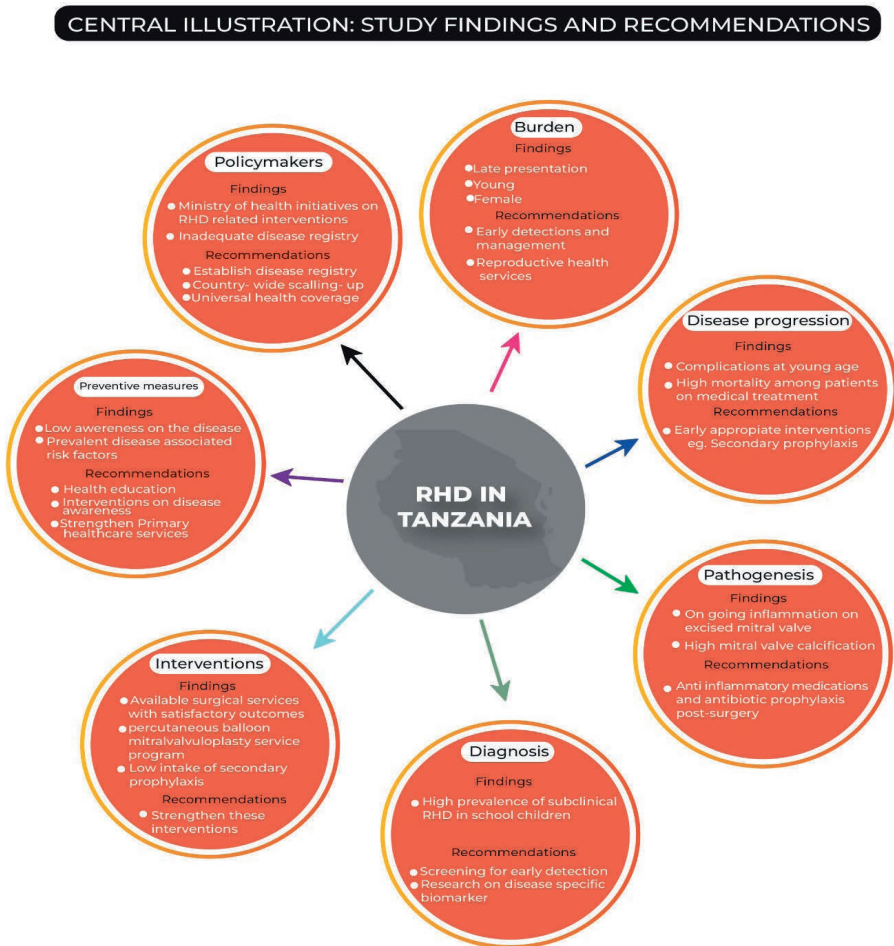 CENTRAL ILLUSTRATION: STUDY FINDINGS AND RECOMMENDATIONS
Policymakers
Findings
Ministry of health initiatives on
RHD related interventions
Inadequate disease registry
Recommendations
Establish disease registry
Country- wide scalling- up
Universal health coverage
Burden
Findings
Late presentation
Young
Female
Recommendations
Early detections and
management
Reproductive health
services
Disease progression
Findings
Complications at young age
High mortality among patients
on medical treatment
Recommendations
Early appropiate interventions
eg. Secondary prophylaxis
Preventive measures
Findings
Low awereness on the disease
Prevalent disease associated
risk factors
Recommendations
Health education
Interventions on disease
awareness
Strengthen Primary
healthcare services
RHD IN
TANZANIA
Pathogenesis
Findings
On going inflammation on
excised mitral valve
High mitral valve calcification
Recommendations
Anti inflammatory medications
and antibiotic prophylaxis
post-surgery
Interventions
Findings
Available surgical services
with satisfactory outcomes
percutaneous balloon
mitralvalvuloplasty service
program
Low intake of secondary
prophylaxis
Recommendations
Strengthen these
interventions
Diagnosis
Findings
High prevalence of subclinical
RHD in school children
Recommendations
Screening for early detection
Research on disease specific
biomarker